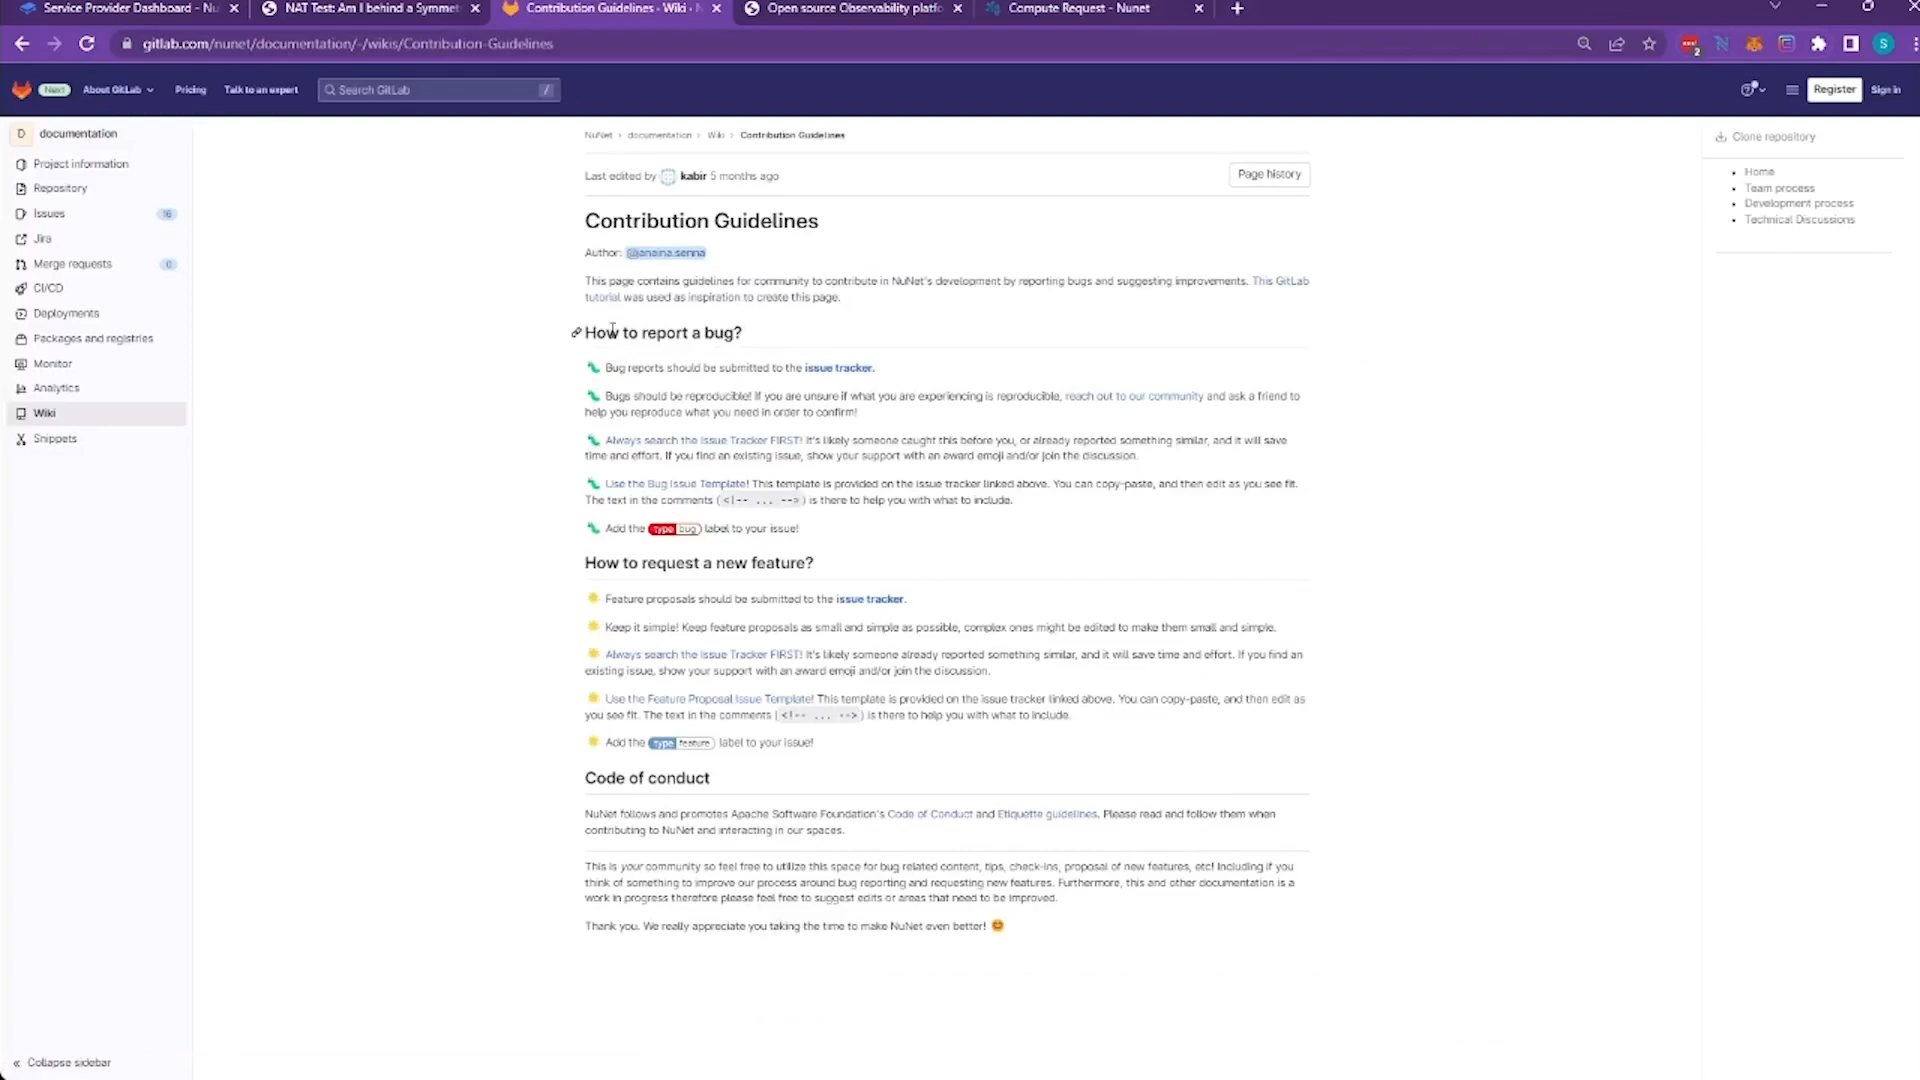 Service Provider Dashboard - Nu
NAT Test: Am I behind a Symmet
Contribution Guidelines · Wiki · N
Open source Observability platfo
Compute Request - Nunet
gitlab.com/nunet/documentation/-/wikis/Contribution-Guidelines
2
S
Next
About GitLab
Pricing
Talk to an expert
Search GitLab
/
Register
Sign in
D
documentation
Project information
Repository
Issues
16
Jira
Merge requests
0
CI/CD
Deployments
Packages and registries
Monitor
Analytics
Wiki
Snippets
Collapse sidebar
NuNet › documentation › Wiki › Contribution Guidelines
Last edited by kabir 5 months ago
Page history
Contribution Guidelines
Author: @janaina.senna
This page contains guidelines for community to contribute in NuNet's development by reporting bugs and suggesting improvements. This GitLab
tutorial was used as inspiration to create this page.
How to report a bug?
Bug reports should be submitted to the issue tracker.
Bugs should be reproducible! If you are unsure if what you are experiencing is reproducible, reach out to our community and ask a friend to
help you reproduce what you need in order to confirm!
Always search the Issue Tracker FIRST! It's likely someone caught this before you, or already reported something similar, and it will save
time and effort. If you find an existing issue, show your support with an award emoji and/or join the discussion.
Use the Bug Issue Template! This template is provided on the issue tracker linked above. You can copy-paste, and then edit as you see fit.
The text in the comments ( <!-- ... --> ) is there to help you with what to include.
Add the type bug label to your issue!
How to request a new feature?
Feature proposals should be submitted to the issue tracker.
Keep it simple! Keep feature proposals as small and simple as possible, complex ones might be edited to make them small and simple.
Always search the Issue Tracker FIRST! It's likely someone already reported something similar, and it will save time and effort. If you find an
existing issue, show your support with an award emoji and/or join the discussion.
Use the Feature Proposal Issue Template! This template is provided on the issue tracker linked above. You can copy-paste, and then edit as
you see fit. The text in the comments ( <!-- ... --> ) is there to help you with what to include.
Add the type feature label to your issue!
Code of conduct
NuNet follows and promotes Apache Software Foundation's Code of Conduct and Etiquette guidelines. Please read and follow them when
contributing to NuNet and interacting in our spaces.
This is your community so feel free to utilize this space for bug related content, tips, check-ins, proposal of new features, etc! Including if you
think of something to improve our process around bug reporting and requesting new features. Furthermore, this and other documentation is a
work in progress therefore please feel free to suggest edits or areas that need to be improved.
Thank you. We really appreciate you taking the time to make NuNet even better!
Clone repository
Home
Team process
Development process
Technical Discussions